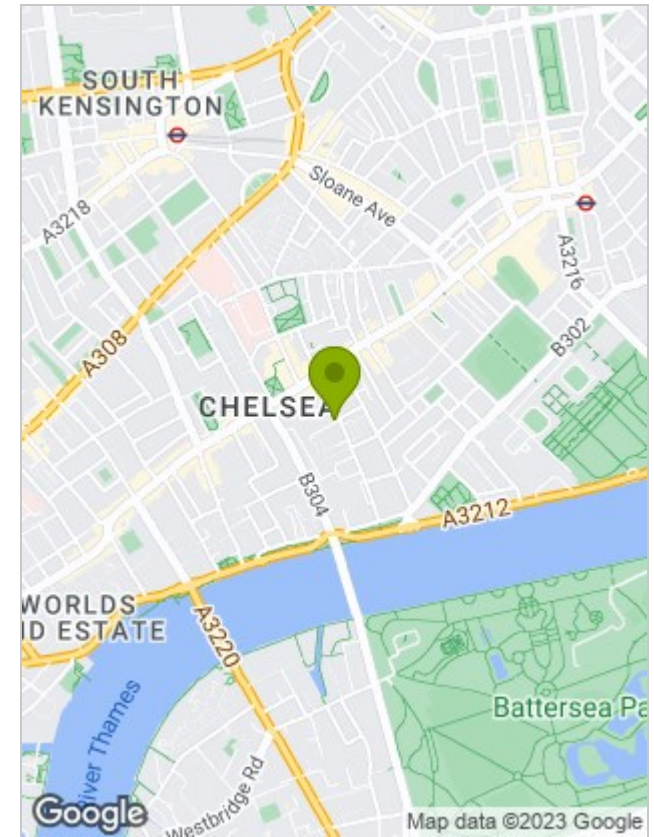 SOUTH
KENSINGTON
Sloane Ave
A3218
A3216
A308
B302
CHELSEA
B304
A3212
WORLDS
ID ESTATE
A3220
River Thames
Battersea Pa
Westbridge Rd
Google
Map data ©2023 Google